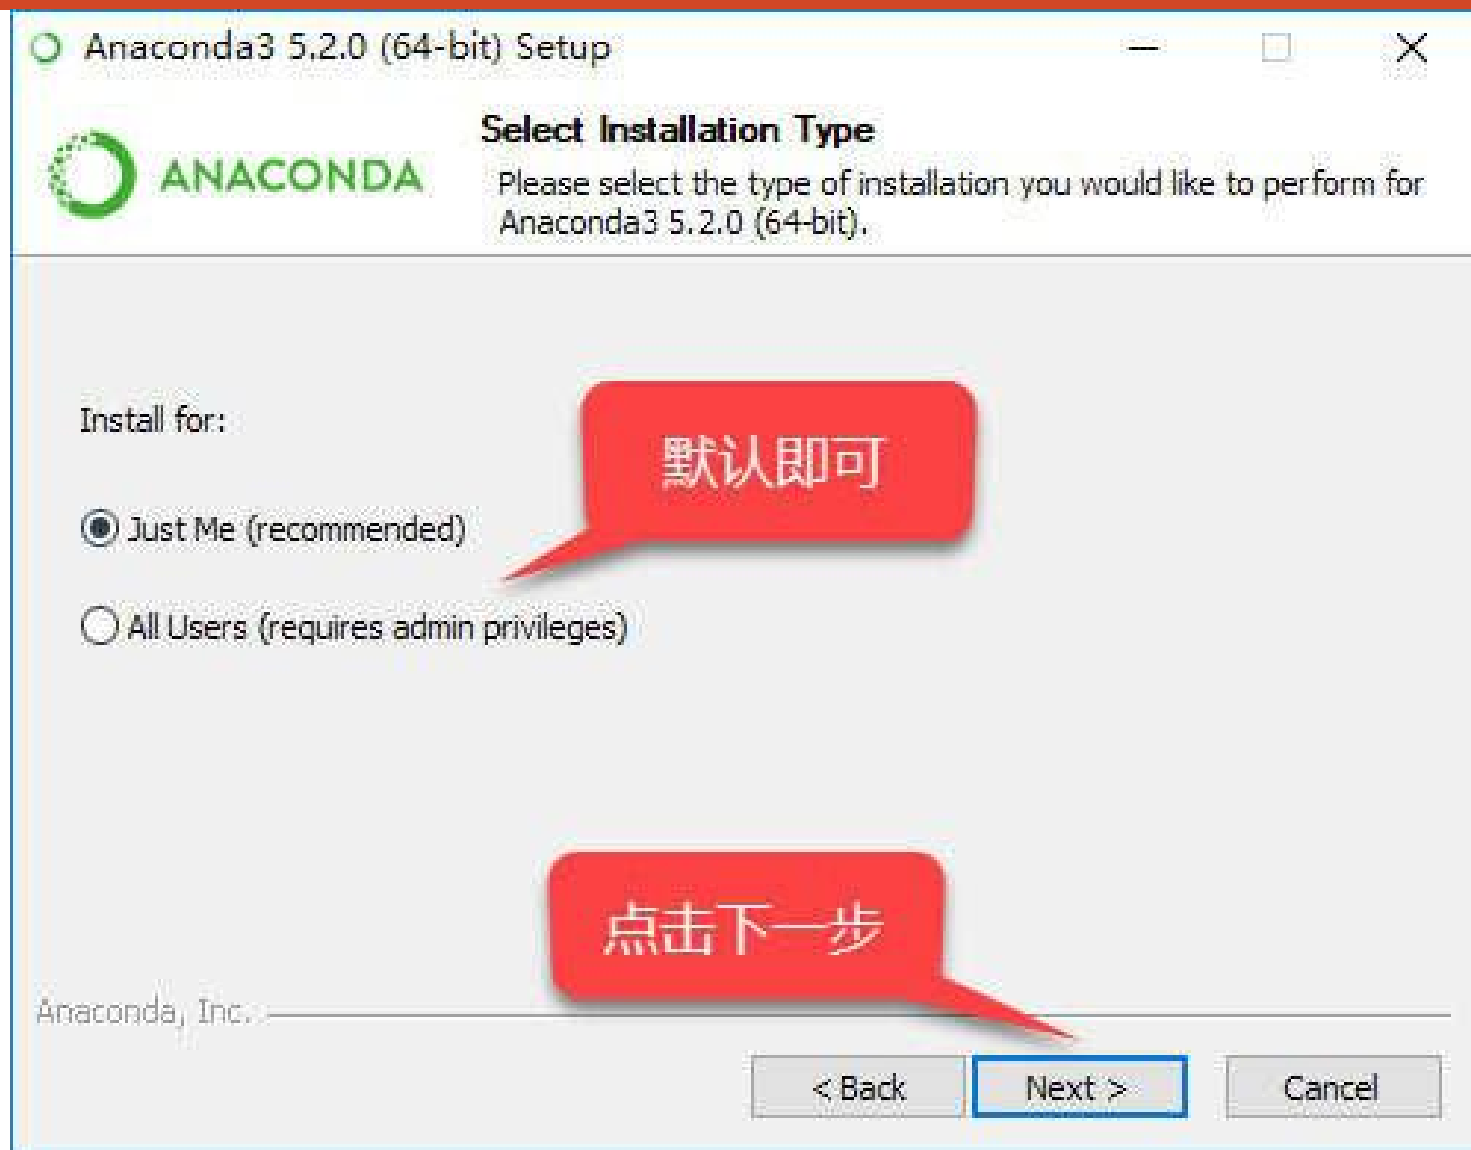 Anaconda3 5.2.0 (64-bit) Setup
ANACONDA
Select Installation Type
Please select the type of installation you would like to perform for
Anaconda3 5.2.0 (64-bit).
Install for:
默认即可
Just Me (recommended)
All Users (requires admin privileges)
点击下一步
Anaconda, Inc.
< Back
Next >
Cancel